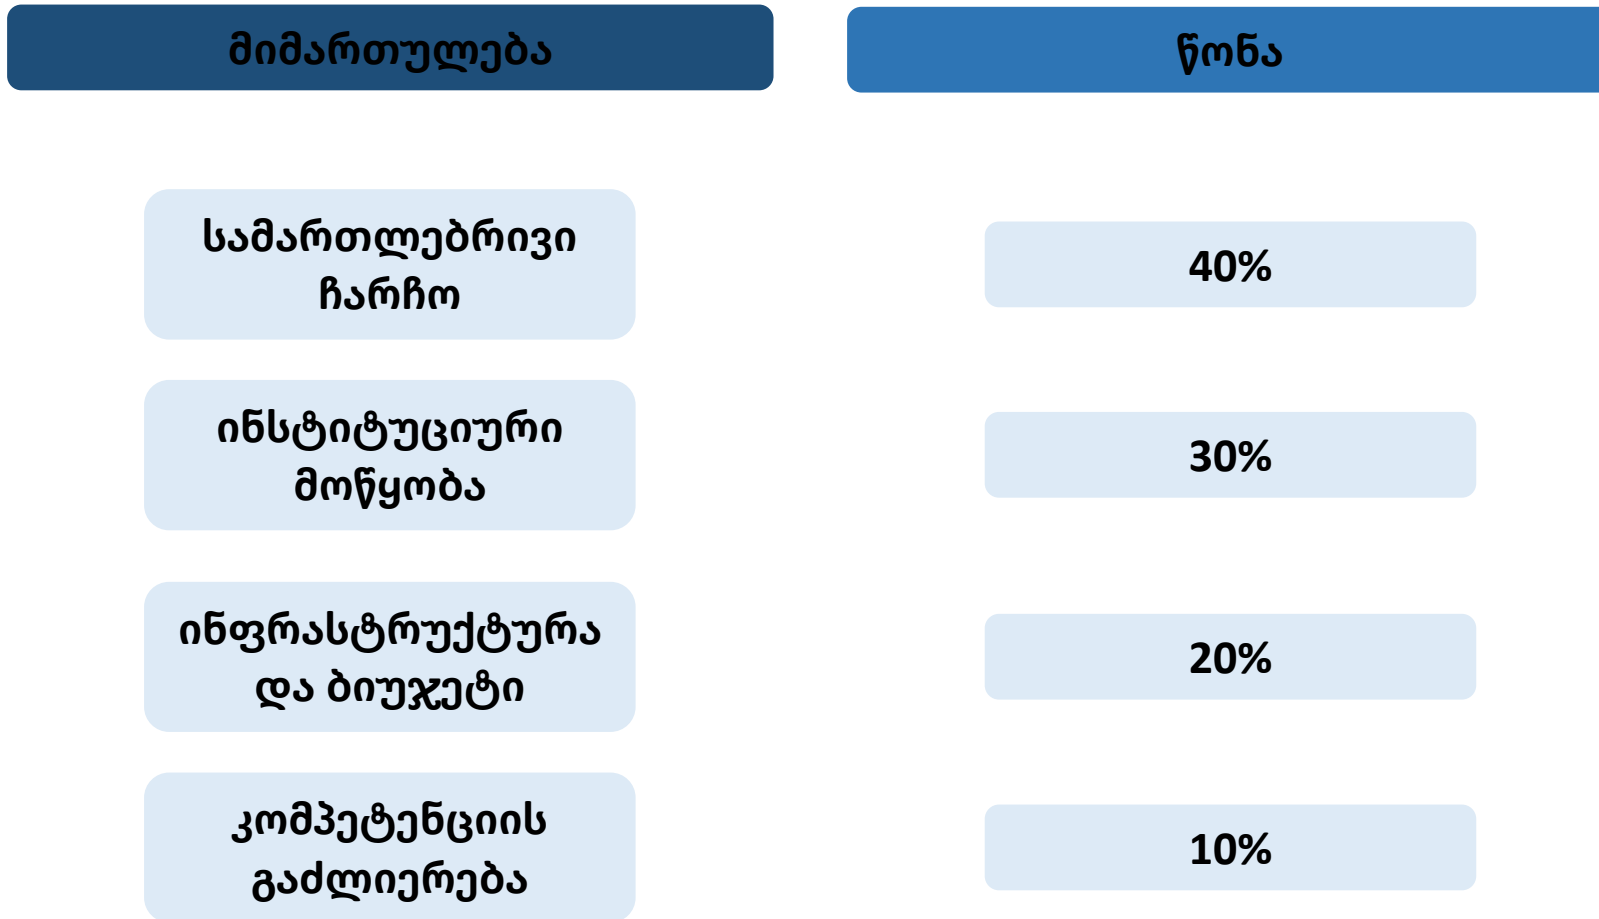 მიმართულება
წონა
სამართლებრივი
ჩარჩო
40%
ინსტიტუციური
მოწყობა
30%
ინფრასტრუქტურა
და ბიუჯეტი
20%
კომპეტენციის
გაძლიერება
10%